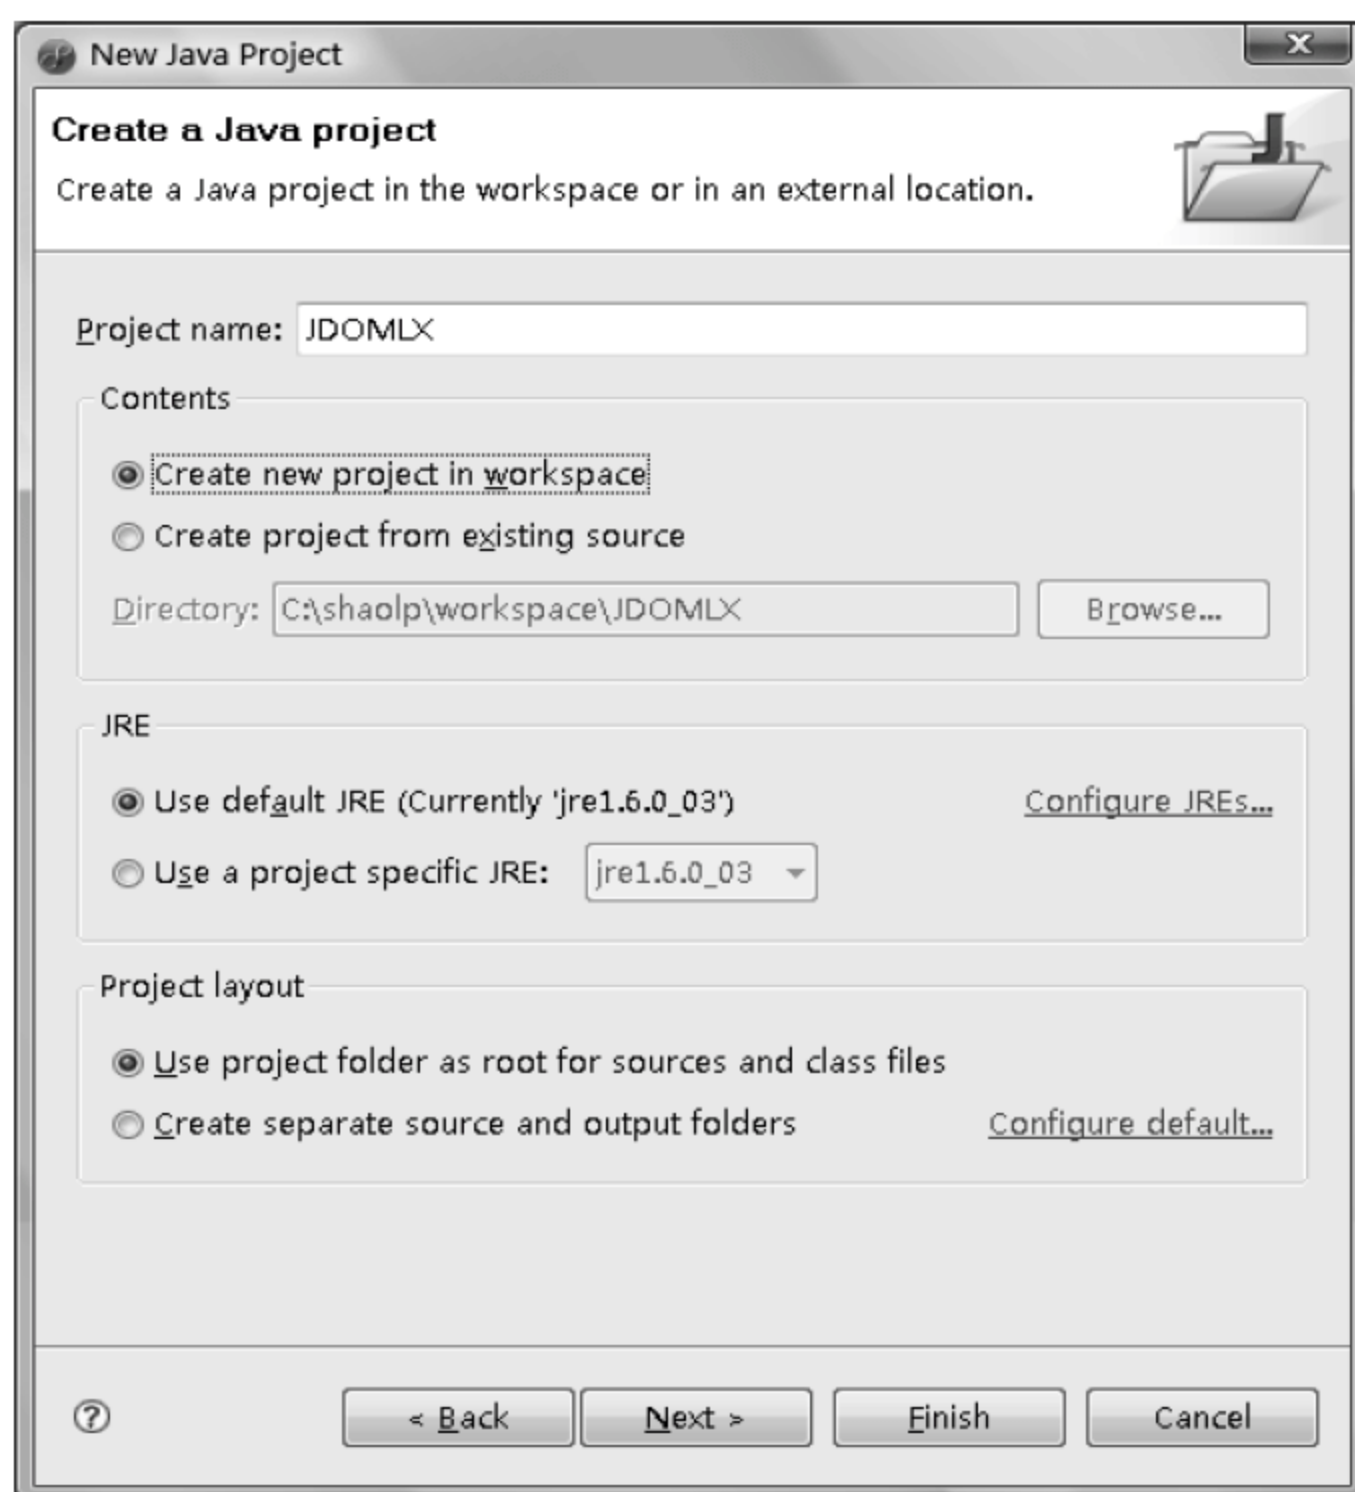 New Java Project
Create a Java project
Create a Java project in the workspace or in an external location.
Project name: JDOMLX
Contents
Create new project in workspace
Create project from existing source
Directory: C:\shaolp\workspace\JDOMLX Browse...
JRE
Use default JRE (Currently 'jre1.6.0_03') Configure JREs...
Use a project specific JRE: jre1.6.0_03
Project layout
Use project folder as root for sources and class files
Create separate source and output folders Configure default...
? < Back Next > Finish Cancel